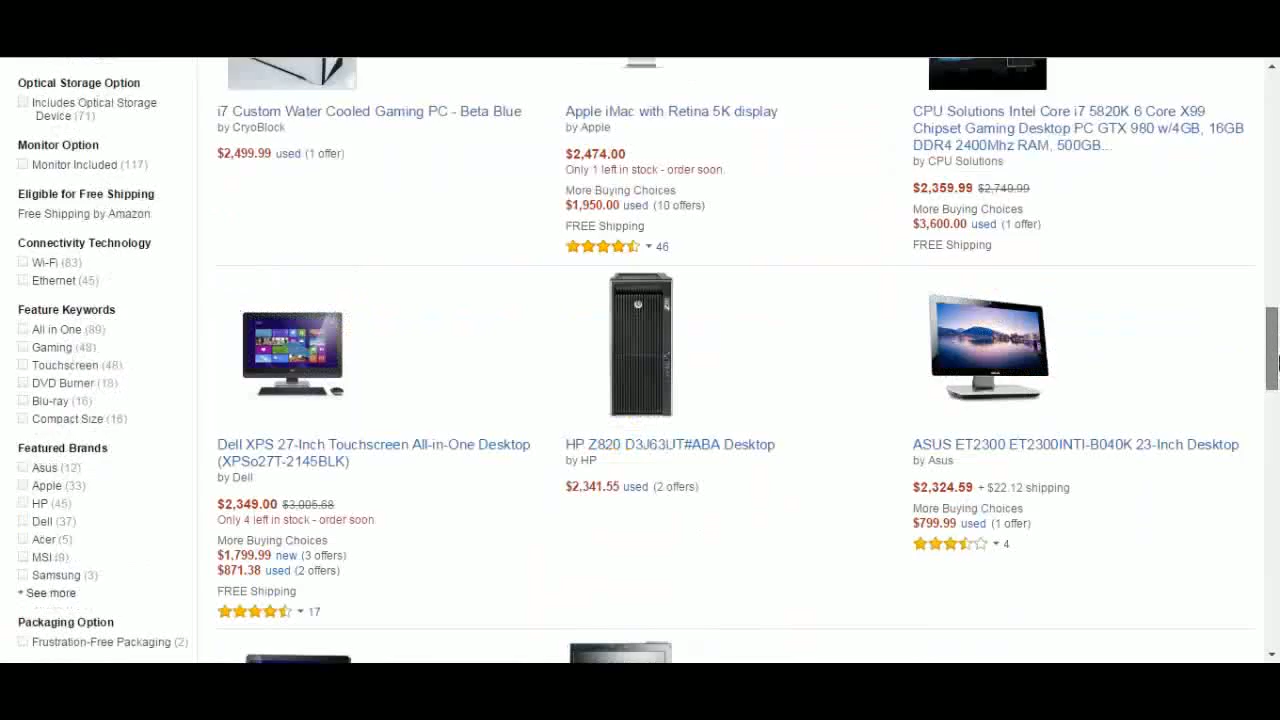 Optical Storage Option
Includes Optical Storage
Device (71)
Monitor Option
Monitor Included (117)
Eligible for Free Shipping
Free Shipping by Amazon
Connectivity Technology
Wi-Fi (83)
Ethernet (45)
Feature Keywords
All in One (89)
Gaming (48)
Touchscreen (48)
DVD Burner (18)
Blu-ray (16)
Compact Size (16)
Featured Brands
Asus (12)
Apple (33)
HP (45)
Dell (37)
Acer (5)
MSI (9)
Samsung (3)
+ See more
Packaging Option
Frustration-Free Packaging (2)
i7 Custom Water Cooled Gaming PC - Beta Blue
by CryoBlock
$2,499.99 used (1 offer)
Apple iMac with Retina 5K display
by Apple
$2,474.00
Only 1 left in stock - order soon.
More Buying Choices
$1,950.00 used (10 offers)
FREE Shipping
46
CPU Solutions Intel Core i7 5820K 6 Core X99
Chipset Gaming Desktop PC GTX 980 w/4GB, 16GB
DDR4 2400Mhz RAM, 500GB...
by CPU Solutions
$2,359.99 $2,749.99
More Buying Choices
$3,600.00 used (1 offer)
FREE Shipping
Dell XPS 27-Inch Touchscreen All-in-One Desktop
(XPSo27T-2145BLK)
by Dell
$2,349.00 $3,005.68
Only 4 left in stock - order soon.
More Buying Choices
$1,799.99 new (3 offers)
$871.38 used (2 offers)
FREE Shipping
17
HP Z820 D3J63UT#ABA Desktop
by HP
$2,341.55 used (2 offers)
ASUS ET2300 ET2300INTI-B040K 23-Inch Desktop
by Asus
$2,324.59 + $22.12 shipping
More Buying Choices
$799.99 used (1 offer)
4